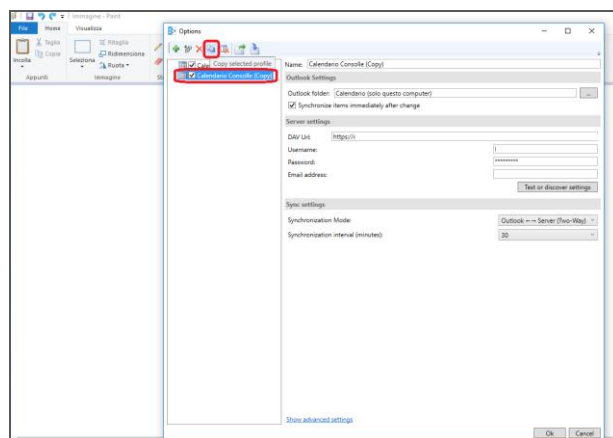 Immagine - Paint
File Home Visualizza
Taglia
Copia
Incolla
Appunti
Seleziona
Ritaglia
Ridimensiona
Ruota
Immagine
Options
Copy selected profile
Calendario Consolle (Copy)
Name: Calendario Consolle (Copy)
Outlook Settings
Outlook folder: Calendario (solo questo computer) ...
Synchronize items immediately after change
Server settings
DAV Url: https://
Username:
Password: *********
Email address:
Test or discover settings
Sync settings
Synchronization Mode: Outlook ←→ Server (Two-Way)
Synchronization interval (minutes): 30
Show advanced settings
Ok Cancel